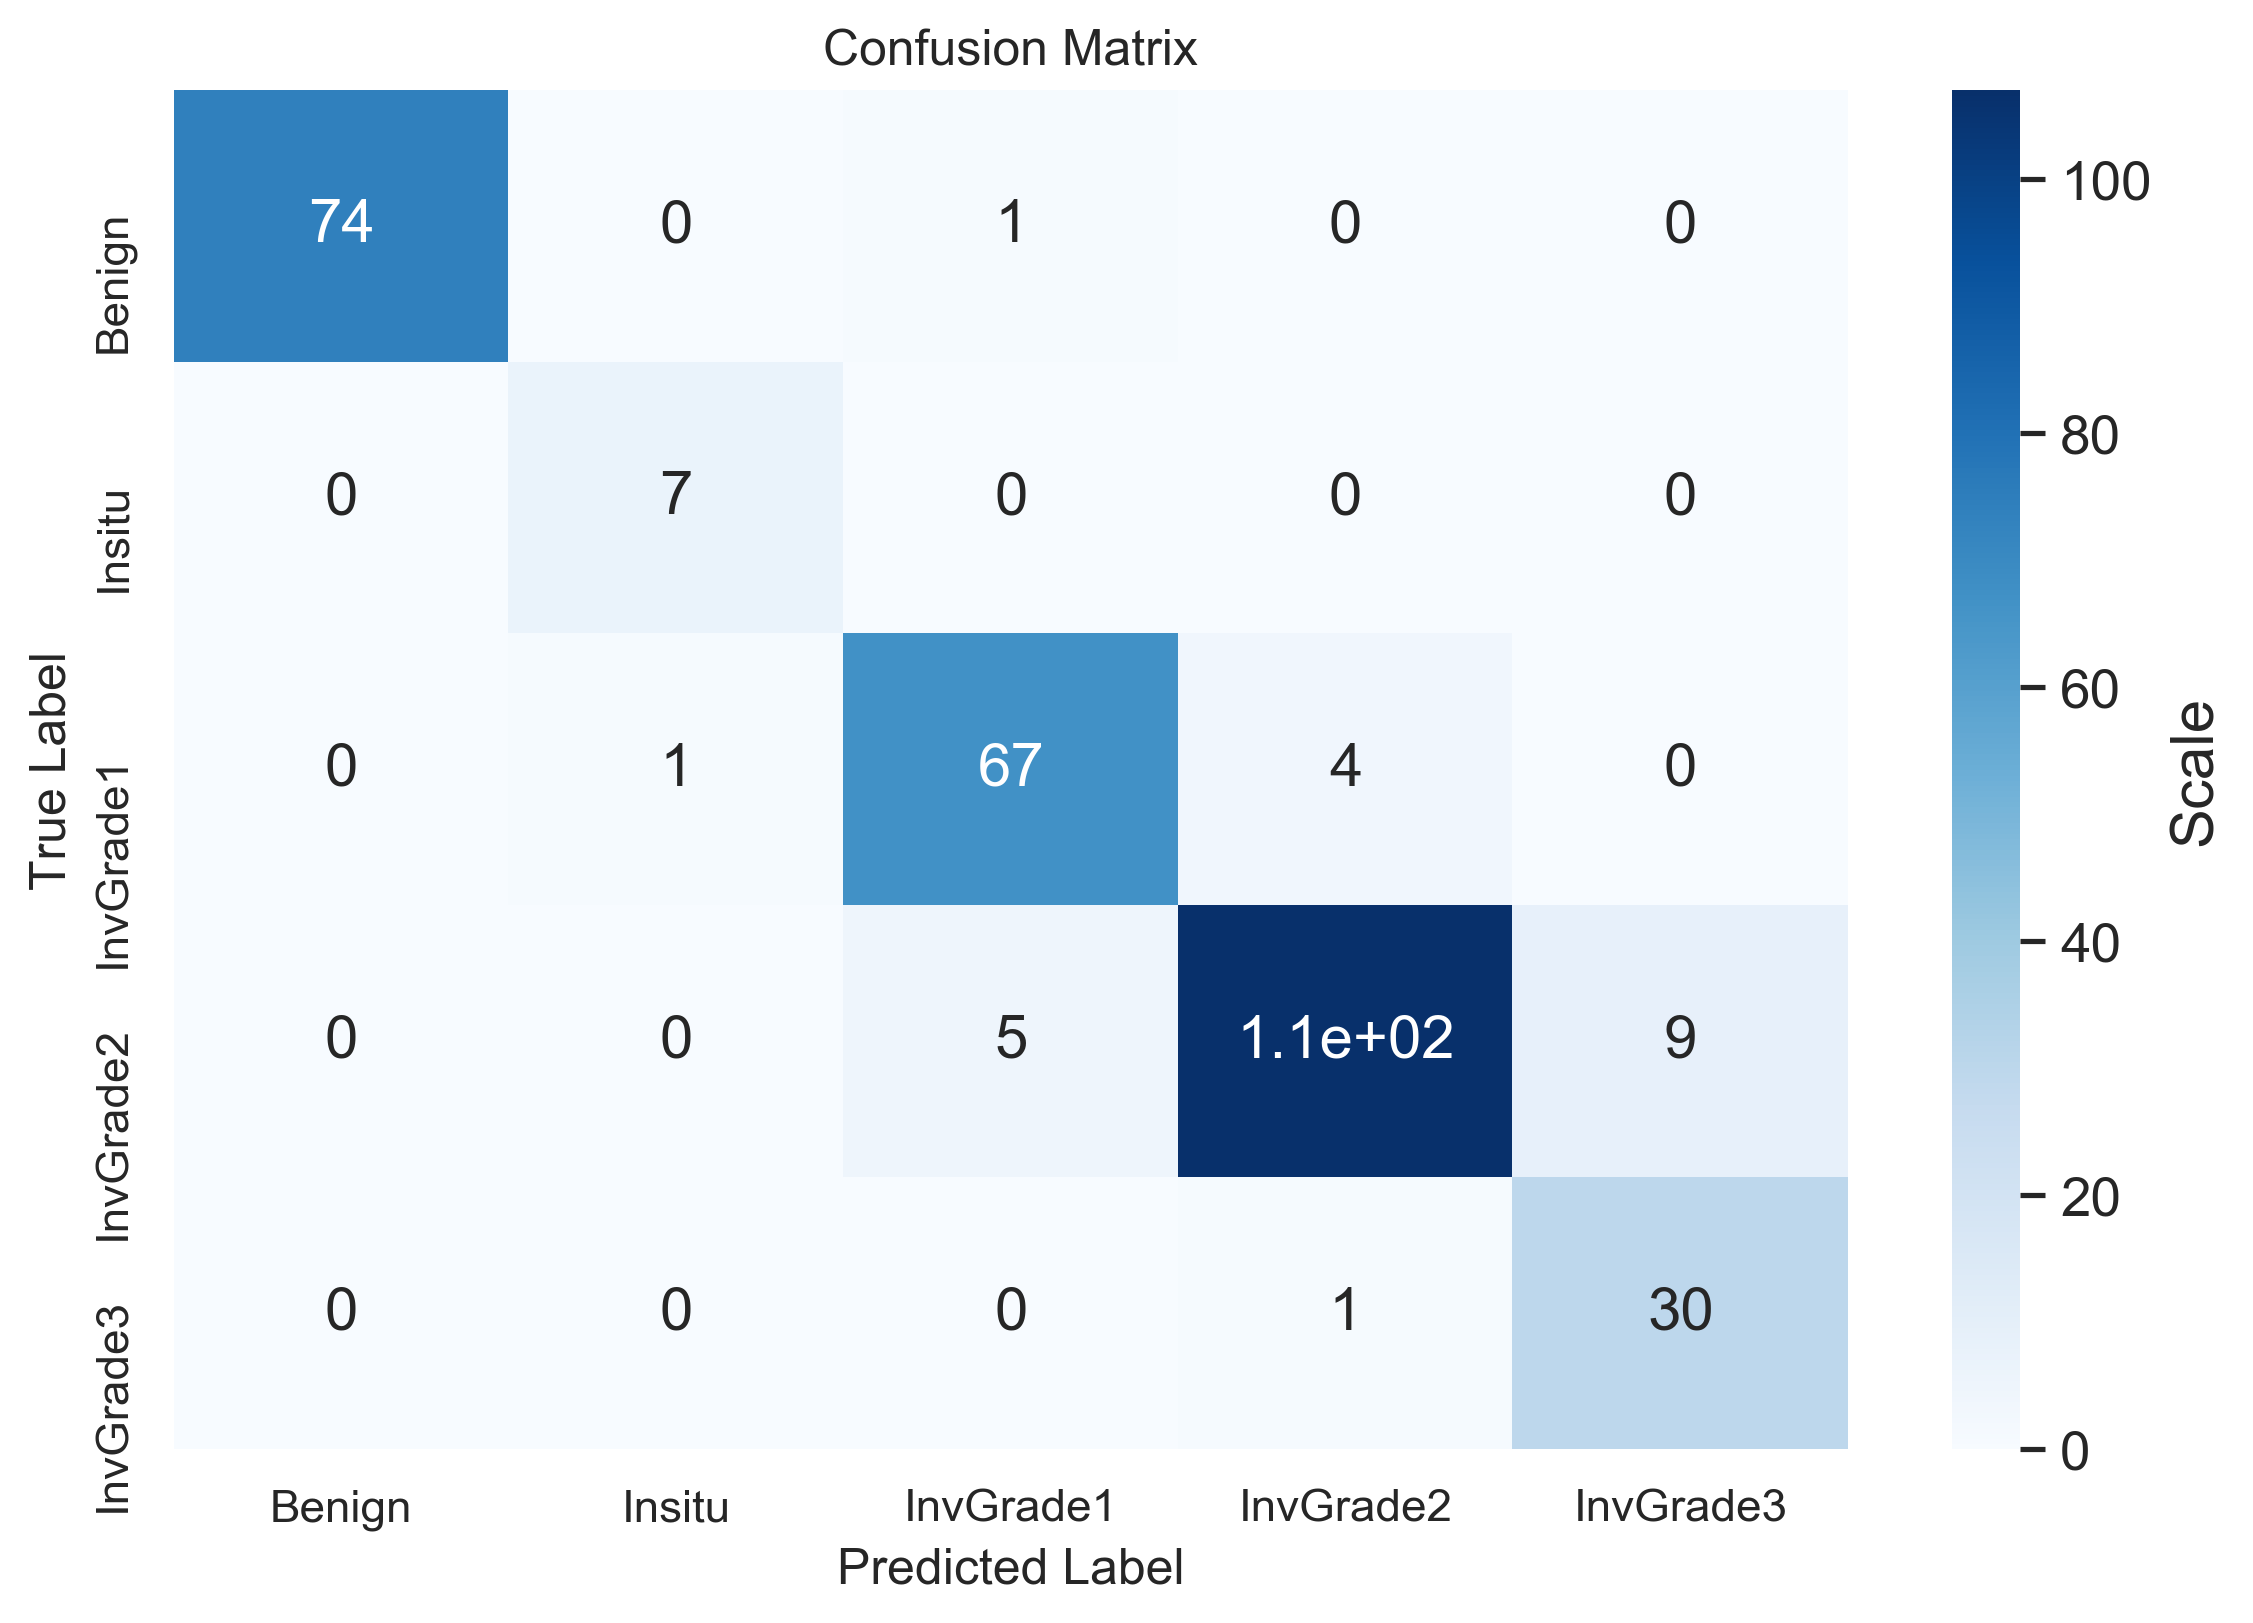 Confusion Matrix
Benign 74 0 1 0 0
Insitu 0 7 0 0 0
InvGrade1 0 1 67 4 0
InvGrade2 0 0 5 1.1e+02 9
InvGrade3 0 0 0 1 30
True Label
Benign Insitu InvGrade1 InvGrade2 InvGrade3
Predicted Label
100
80
60
40
20
0
Scale